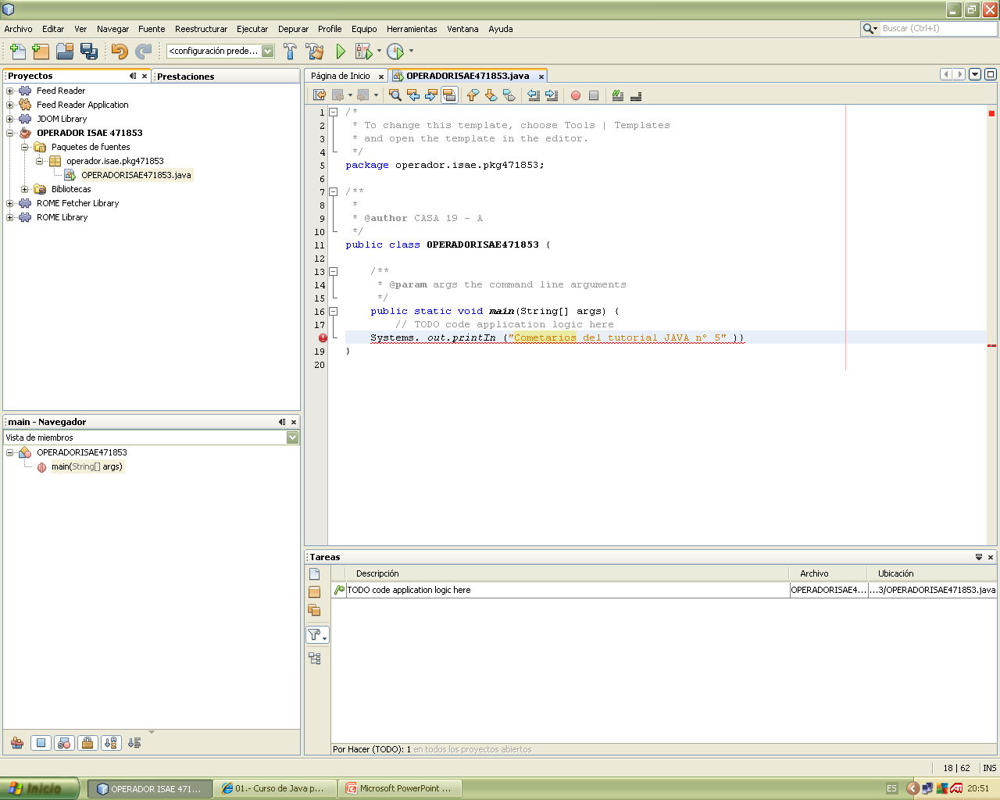 Archivo Editar Ver Navegar Fuente Reestructurar Ejecutar Depurar Profile Equipo Herramientas Ventana Ayuda
Buscar (Ctrl+I)
<configuración prede...
Proyectos
Prestaciones
Feed Reader
Feed Reader Application
JDOM Library
OPERADOR ISAE 471853
Paquetes de fuentes
operador.isae.pkg471853
OPERADORISAE471853.java
Bibliotecas
ROME Fetcher Library
ROME Library
main - Navegador
Vista de miembros
OPERADORISAE471853
main(String[] args)
Página de Inicio
OPERADORISAE471853.java
1 /*
2 * To change this template, choose Tools | Templates
3 * and open the template in the editor.
4 */
5 package operador.isae.pkg471853;
6
7 /**
8 *
9 * @author CASA 19 - A
10 */
11 public class OPERADORISAE471853 {
12
13 /**
14 * @param args the command line arguments
15 */
16 public static void main(String[] args) {
17 // TODO code application logic here
Systems. out.printIn ("Cometarios del tutorial JAVA n° 5" )}
19 }
20
Tareas
Descripción Archivo Ubicación
TODO code application logic here OPERADORISAE4... ...3/OPERADORISAE471853.java
Por Hacer (TODO): 1 en todos los proyectos abiertos
18 | 62 INS
Inicio
OPERADOR ISAE 471...
01.- Curso de Java p...
Microsoft PowerPoint ...
ES
20:51